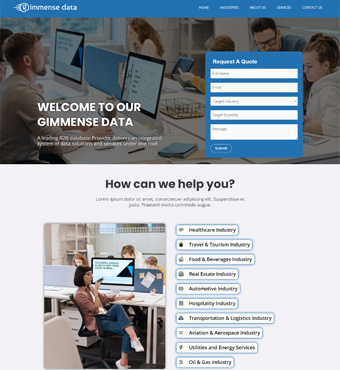 gimmense data
HOME INDUSTRIES ABOUT US SERVICES CONTACT US
Request A Quote
Full Name
Email
Target Industry
Target Quantity
Message
Submit
WELCOME TO OUR
GIMMENSE DATA
A leading B2B database Provider delivers an integrated
system of data solutions and services under one roof.
How can we help you?
Lorem ipsum dolor sit amet, consectetuer adipiscing elit. Suspendisse et
justo. Praesent mattis commodo augue.
Healthcare Industry
Travel & Tourism Industry
Food & Beverages Industry
Real Estate Industry
Automotive Industry
Hospitality Industry
Transportation & Logistics Industry
Aviation & Aerospace Industry
Utilities and Energy Services
Oil & Gas industry